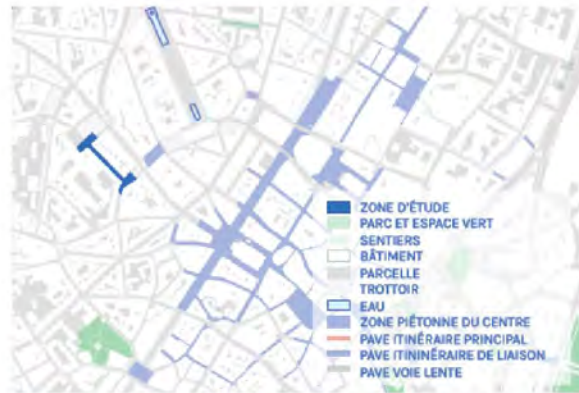 ZONE D'ÉTUDE
PARC ET ESPACE VERT
SENTIERS
BÂTIMENT
PARCELLE
TROTTOIR
EAU
ZONE PIÉTONNE DU CENTRE
PAVE ITINÉRAIRE PRINCIPAL
PAVE ITININÉRAIRE DE LIAISON
PAVE VOIE LENTE